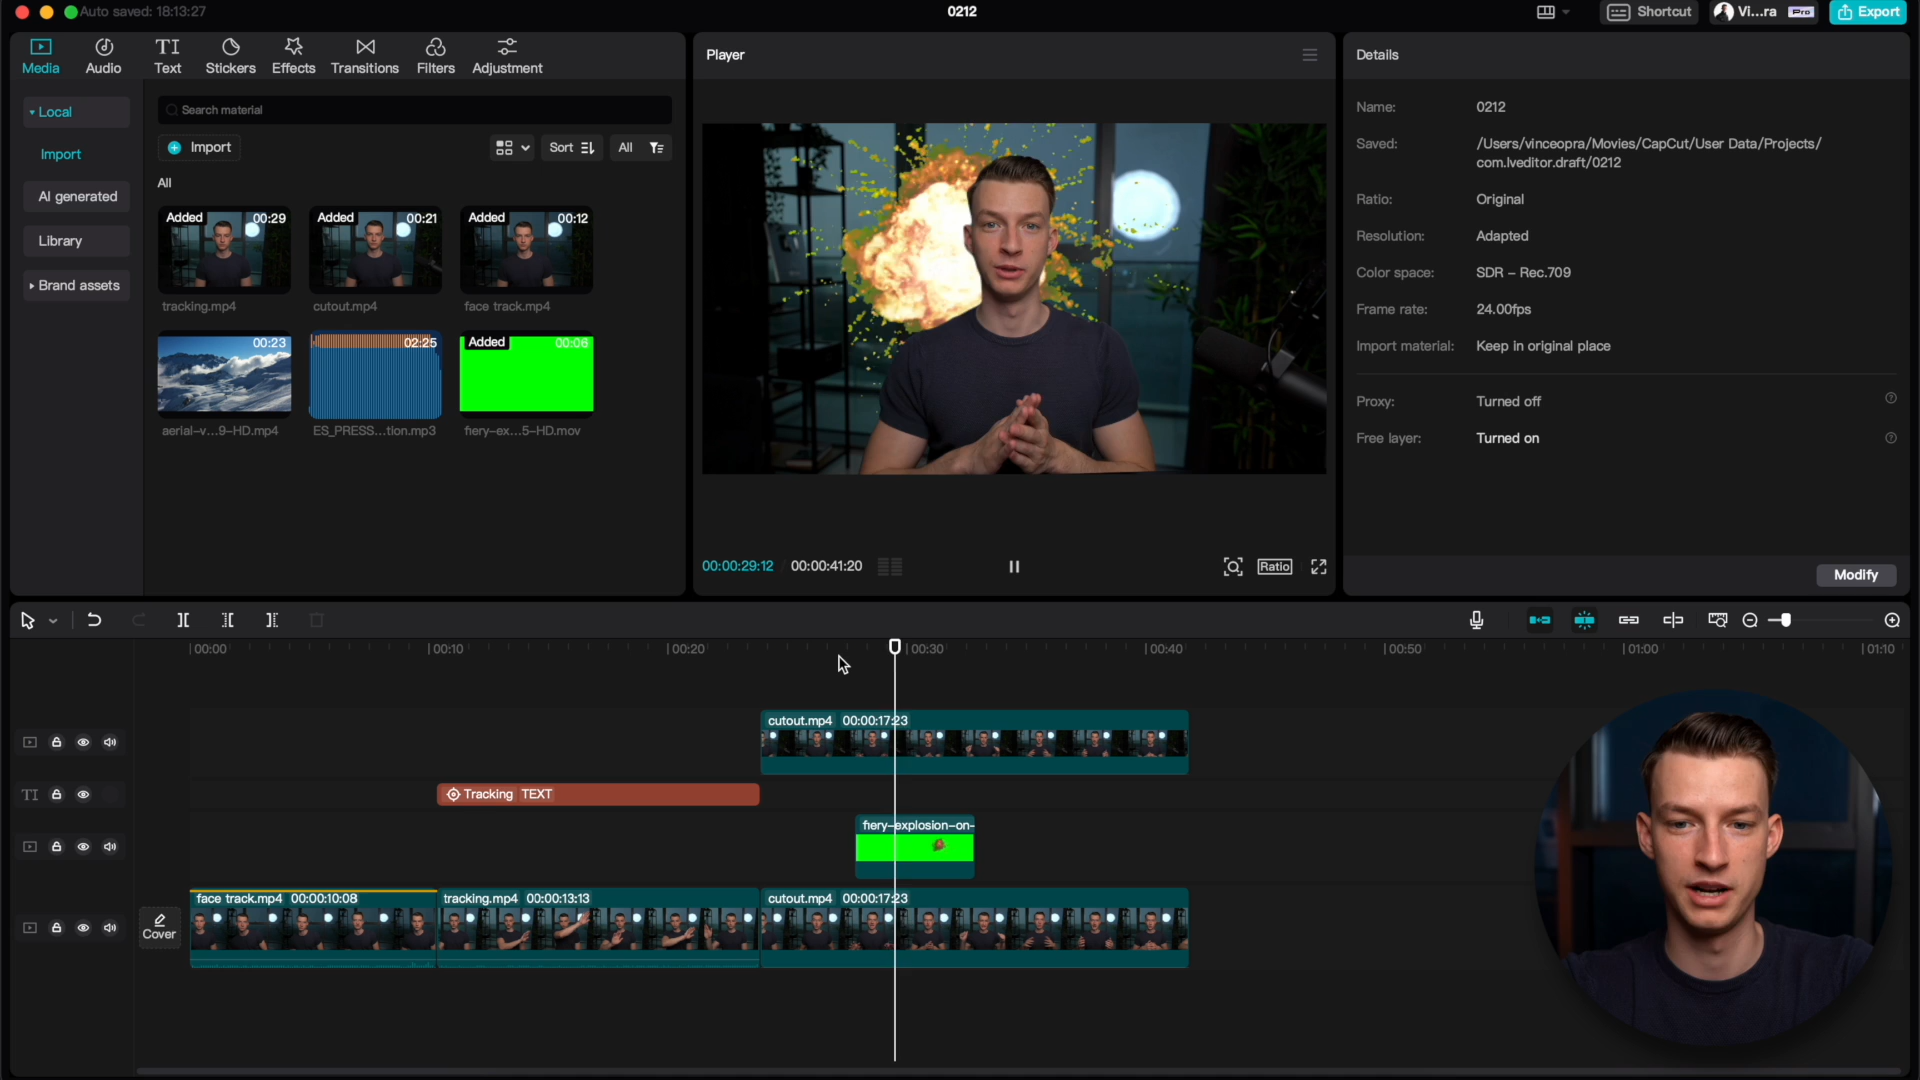 Auto saved: 18:13:27
0212
Shortcut
Vi...ra
Pro
Export
Media
Audio
TI
Text
Stickers
Effects
Transitions
Filters
Adjustment
Local
Import
AI generated
Library
Brand assets
Search material
Import
Sort
All
All
Added 00:29
Added 00:21
Added 00:12
tracking.mp4
cutout.mp4
face track.mp4
00:23
02:25
Added 00:06
aerial-v...9-HD.mp4
ES_PRESS...tion.mp3
fiery-ex...5-HD.mov
Player
00:00:29:12
00:00:41:20
Ratio
Details
Name: 0212
Saved: /Users/vinceopra/Movies/CapCut/User Data/Projects/
com.lveditor.draft/0212
Ratio: Original
Resolution: Adapted
Color space: SDR – Rec.709
Frame rate: 24.00fps
Import material: Keep in original place
Proxy: Turned off
Free layer: Turned on
Modify
00:00
00:10
00:20
00:30
00:40
00:50
01:00
01:10
cutout.mp4 00:00:17:23
TI
Tracking TEXT
fiery-explosion-on-
Cover
face track.mp4 00:00:10:08
tracking.mp4 00:00:13:13
cutout.mp4 00:00:17:23